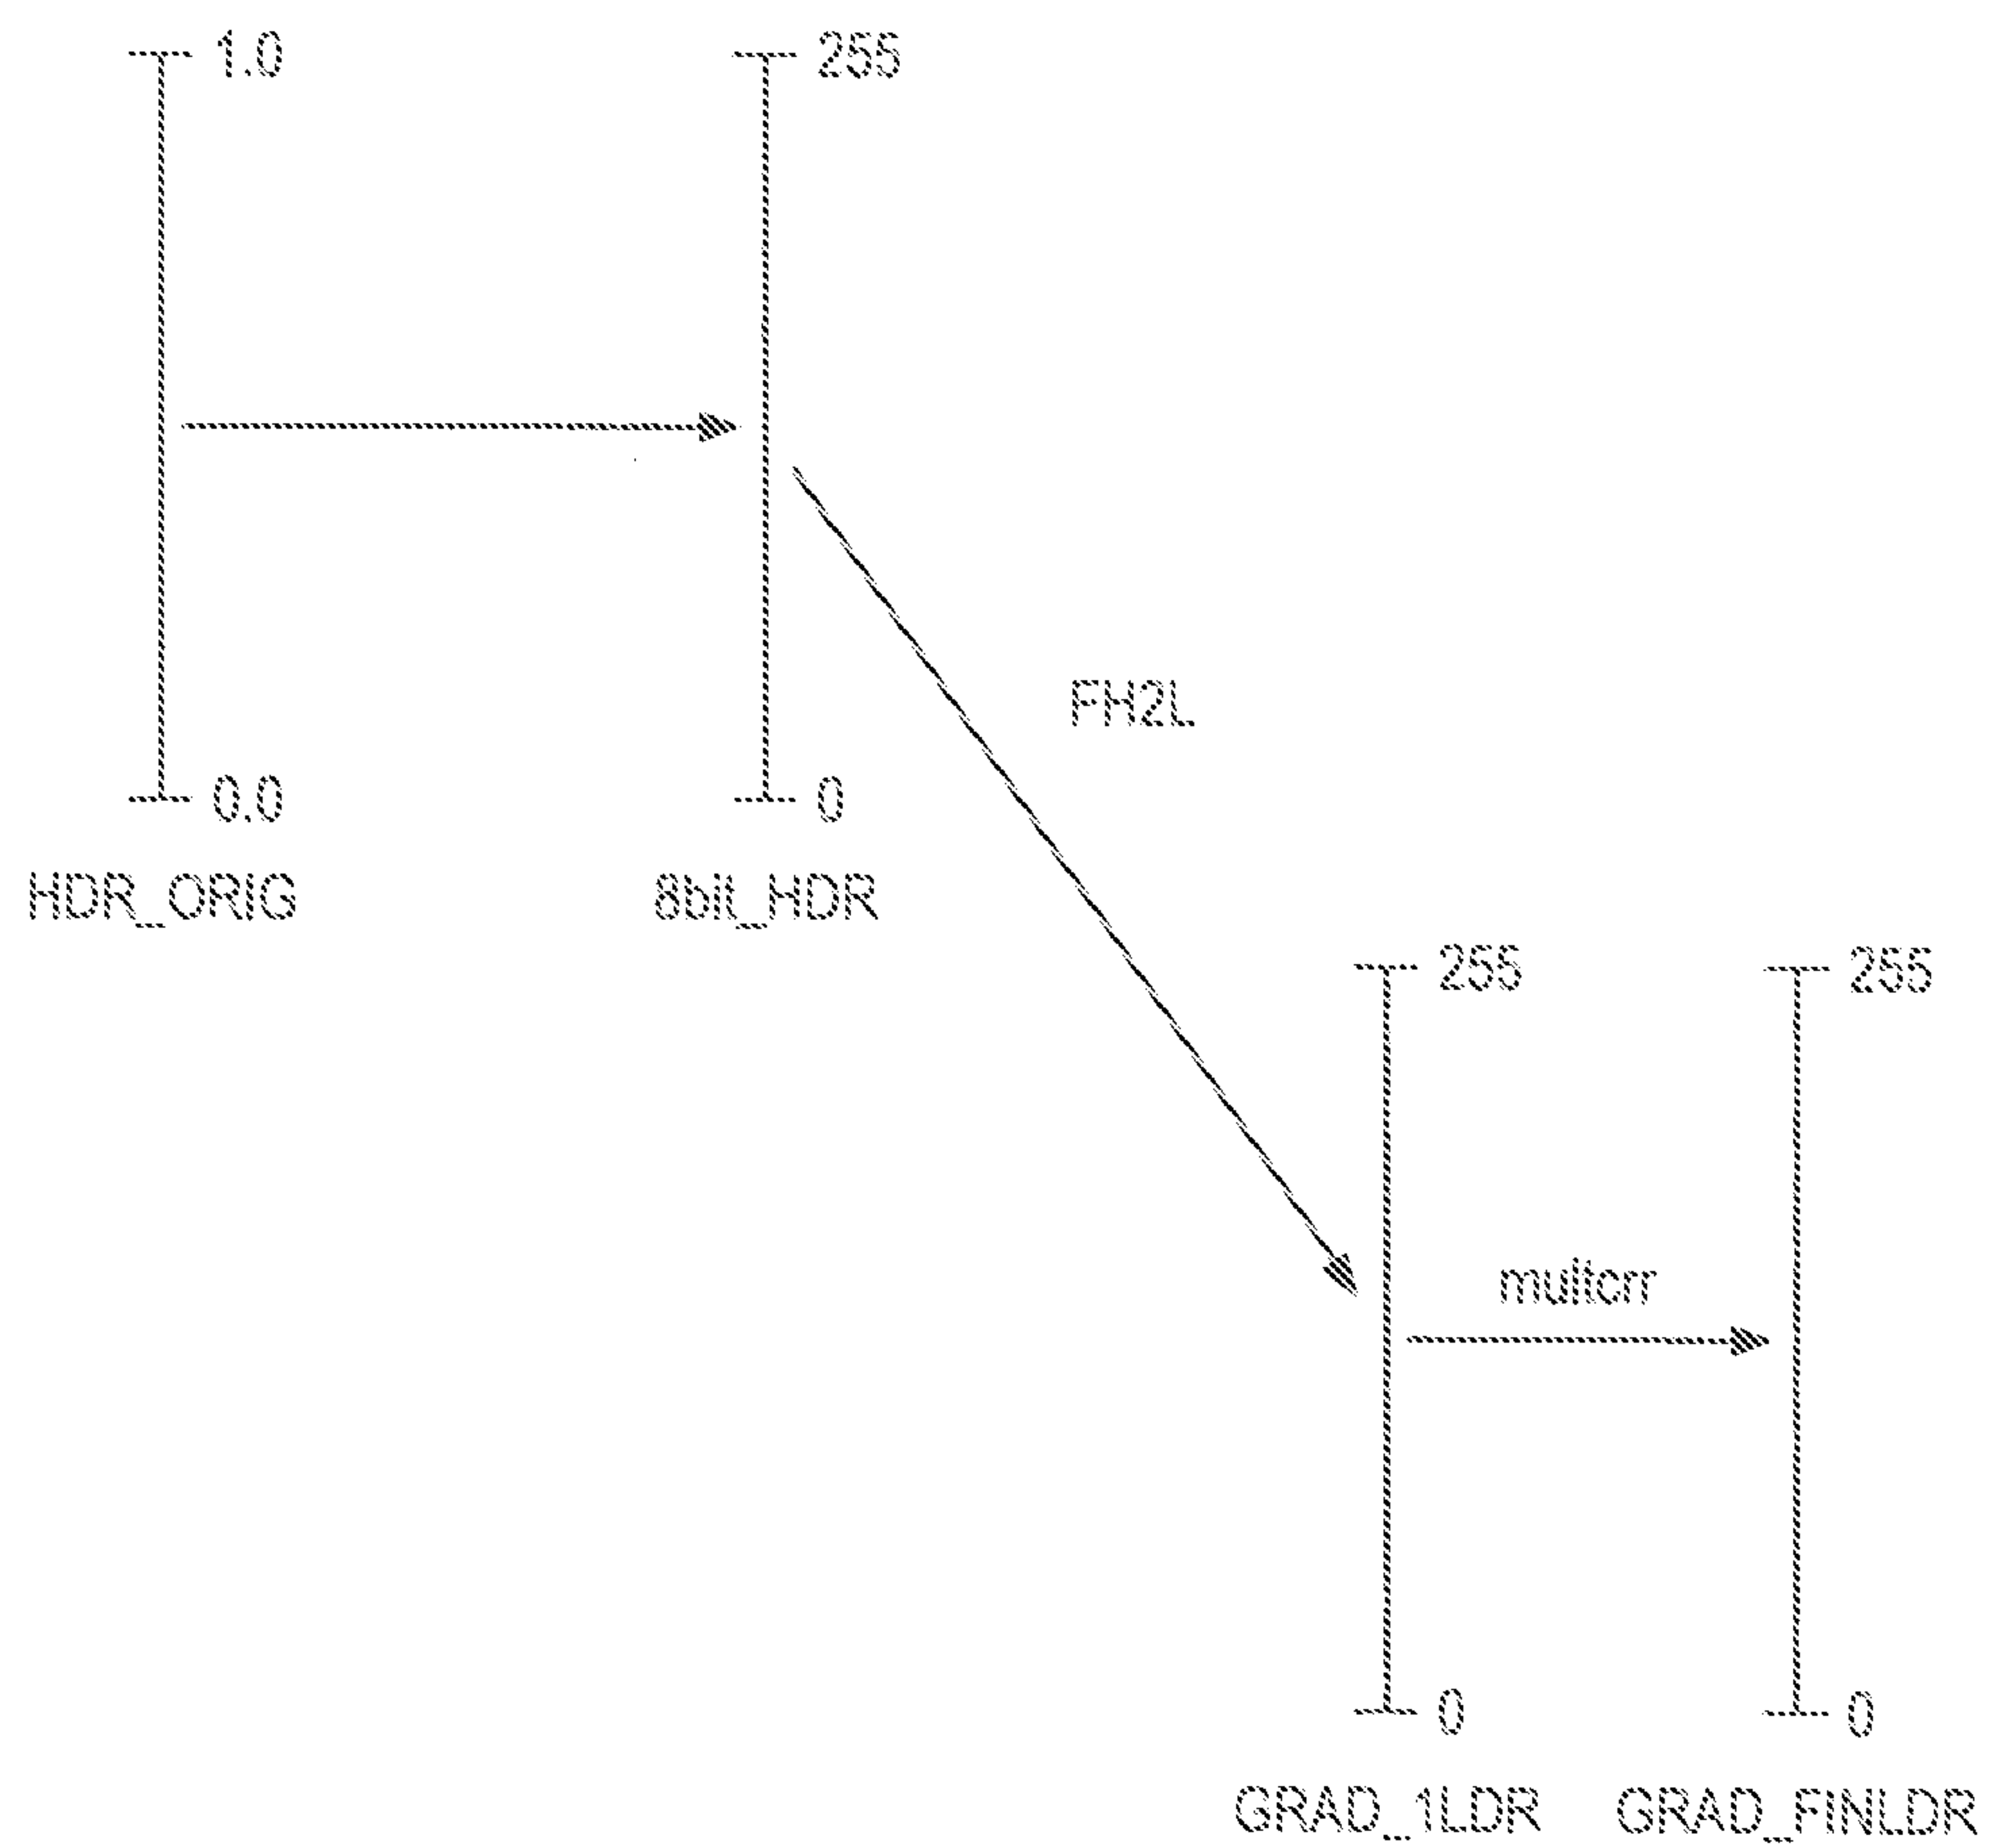 1.0
255
FH2L
0.0
0
HDR_ORIG
8bit_HDR
255
255
multcrr
0
0
GRAD_1LDR
GRAD_FINLDR